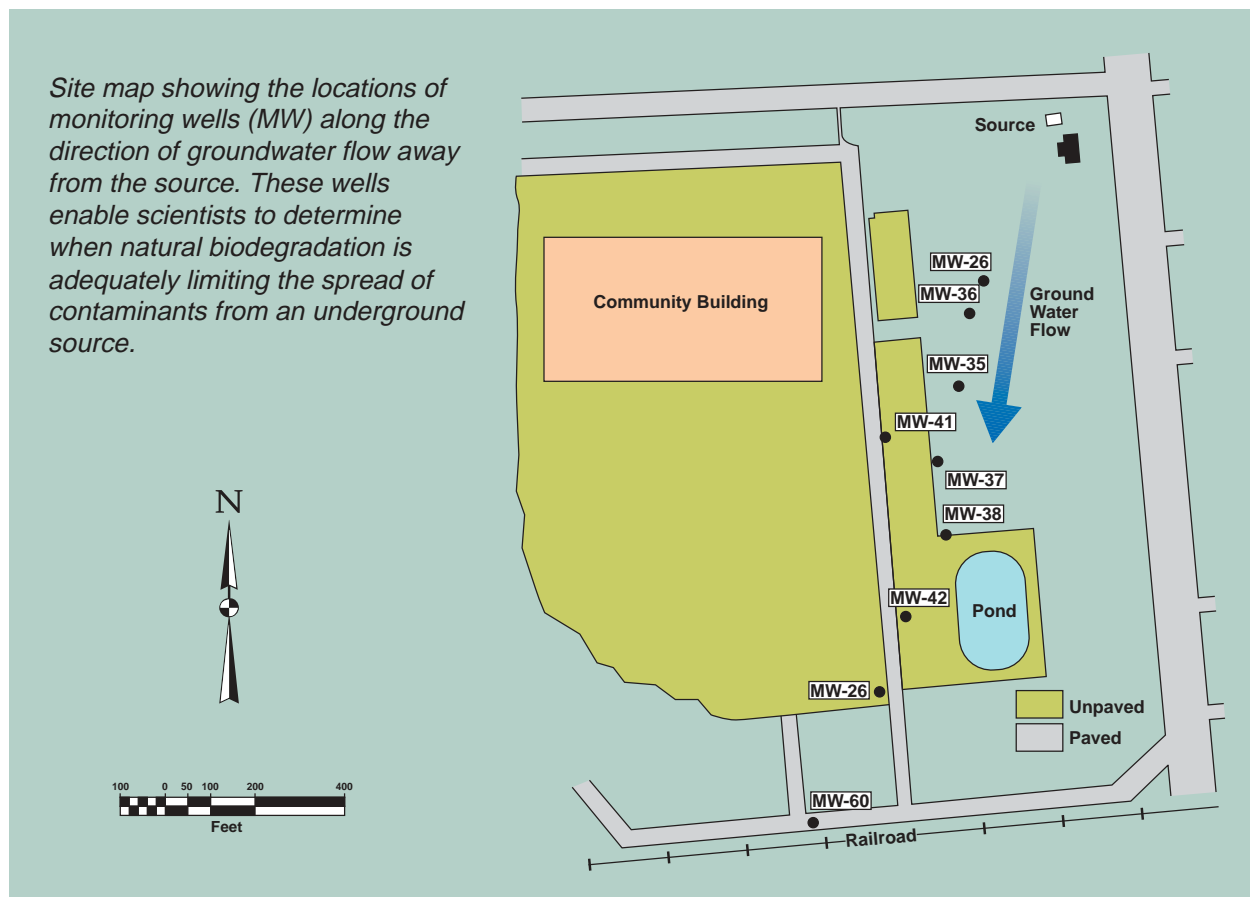 Site map showing the locations of
monitoring wells (MW) along the
direction of groundwater flow away
from the source. These wells
enable scientists to determine
when natural biodegradation is
adequately limiting the spread of
contaminants from an underground
source.
Source
MW-26
MW-36
Ground
Water
Flow
Community Building
MW-35
MW-41
MW-37
MW-38
N
MW-42
Pond
MW-26
Unpaved
Paved
100 0 50 100 200 400
Feet
MW-60
Railroad